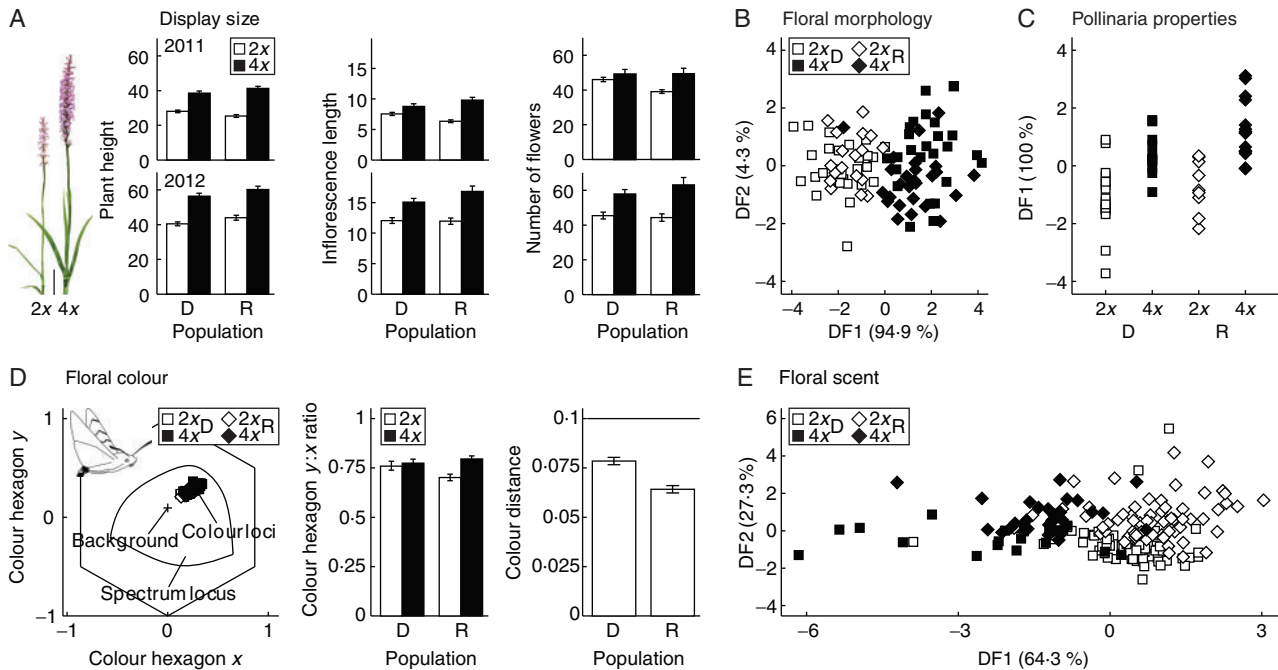 A
Display size
2011
2x
4x
Plant height
60
40
20
0
2012
60
40
20
0
D R
Population
2x 4x
Inflorescence length
15
10
5
0
15
10
5
0
D R
Population
Number of flowers
60
40
20
0
60
40
20
0
D R
Population
B Floral morphology
2xD 2xR
4xD 4xR
DF2 (4·3 %)
4
2
0
−2
−4
−4 −2 0 2 4
DF1 (94·9 %)
C Pollinaria properties
DF1 (100 %)
4
2
0
−2
−4
2x 4x 2x 4x
D R
D Floral colour
2xD 2xR
4xD 4xR
Colour hexagon y
1
0
−1
Background
Colour loci
Spectrum locus
−1 0 1
Colour hexagon x
2x
4x
Colour hexagon y:x ratio
1
0·75
0·5
0·25
0
D R
Population
Colour distance
0·1
0·075
0·05
0·025
0
D R
Population
E Floral scent
2xD 2xR
4xD 4xR
DF2 (27·3%)
6
4
2
0
−2
−4
−6 −3 0 3
DF1 (64·3 %)